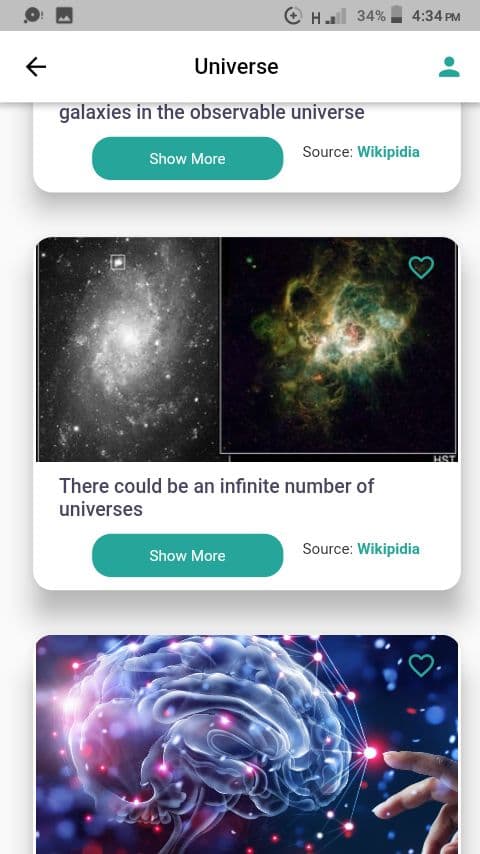 H 34% 4:34 PM
Universe
galaxies in the observable universe
Show More Source: Wikipidia
HST
There could be an infinite number of
universes
Show More Source: Wikipidia